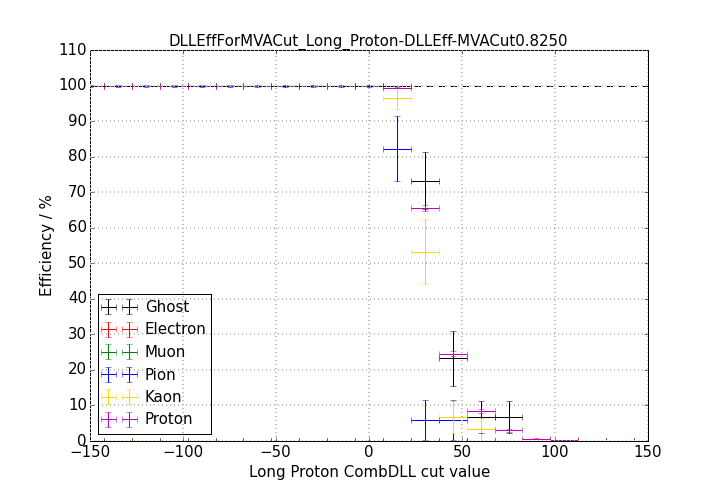 DLLEffForMVACut_Long_Proton-DLLEff-MVACut0.8250
110
100
90
80
70
60
50
40
30
20
10
0
Efficiency / %
Ghost
Electron
Muon
Pion
Kaon
Proton
−150 −100 −50 0 50 100 150
Long Proton CombDLL cut value